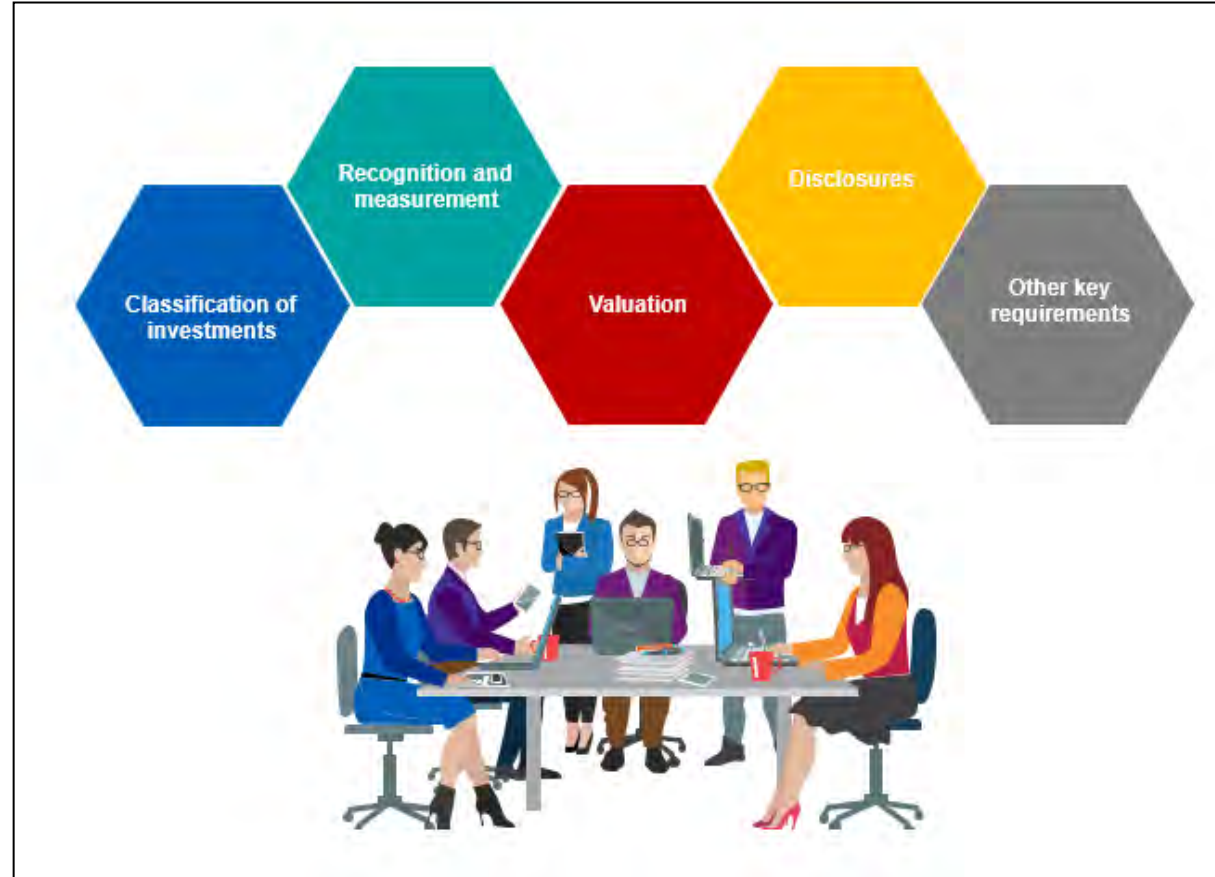 Classification of
investments
Recognition and
measurement
Valuation
Disclosures
Other key
requirements